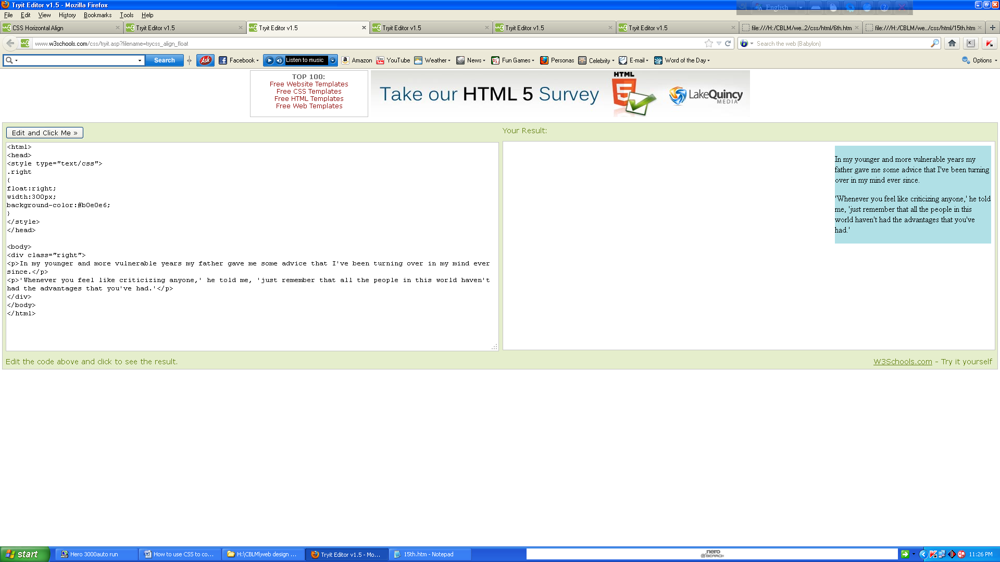 Tryit Editor v1.5 - Mozilla Firefox
English
File Edit View History Bookmarks Tools Help
CSS Horizontal Align
Tryit Editor v1.5
Tryit Editor v1.5
Tryit Editor v1.5
Tryit Editor v1.5
Tryit Editor v1.5
file:///H:/CBLM/we...2/css/html/6th.htm
file:///H:/CBLM/we.../css/html/15th.htm
www.w3schools.com/css/tryit.asp?filename=trycss_align_float
Search the web (Babylon)
Search
Ask
Facebook
Listen to music
Amazon
YouTube
Weather
News
Fun Games
Personas
Celebrity
E-mail
Word of the Day
Options
TOP 100:
Free Website Templates
Free CSS Templates
Free HTML Templates
Free Web Templates
Take our HTML 5 Survey
HTML
LakeQuincy
MEDIA
Edit and Click Me »
Your Result:
<html>
<head>
<style type="text/css">
.right
{
float:right;
width:300px;
background-color:#b0e0e6;
}
</style>
</head>
<body>
<div class="right">
<p>In my younger and more vulnerable years my father gave me some advice that I've been turning over in my mind ever
since.</p>
<p>'Whenever you feel like criticizing anyone,' he told me, 'just remember that all the people in this world haven't
had the advantages that you've had.'</p>
</div>
</body>
</html>
In my younger and more vulnerable years my
father gave me some advice that I've been turning
over in my mind ever since.
'Whenever you feel like criticizing anyone,' he told
me, 'just remember that all the people in this
world haven't had the advantages that you've
had.'
Edit the code above and click to see the result.
W3Schools.com - Try it yourself
start
Hero 3000auto run
How to use CSS to co...
H:\CBLM\web design ...
Tryit Editor v1.5 - Mo...
15th.htm - Notepad
nero
@SEARCH
11:26 PM